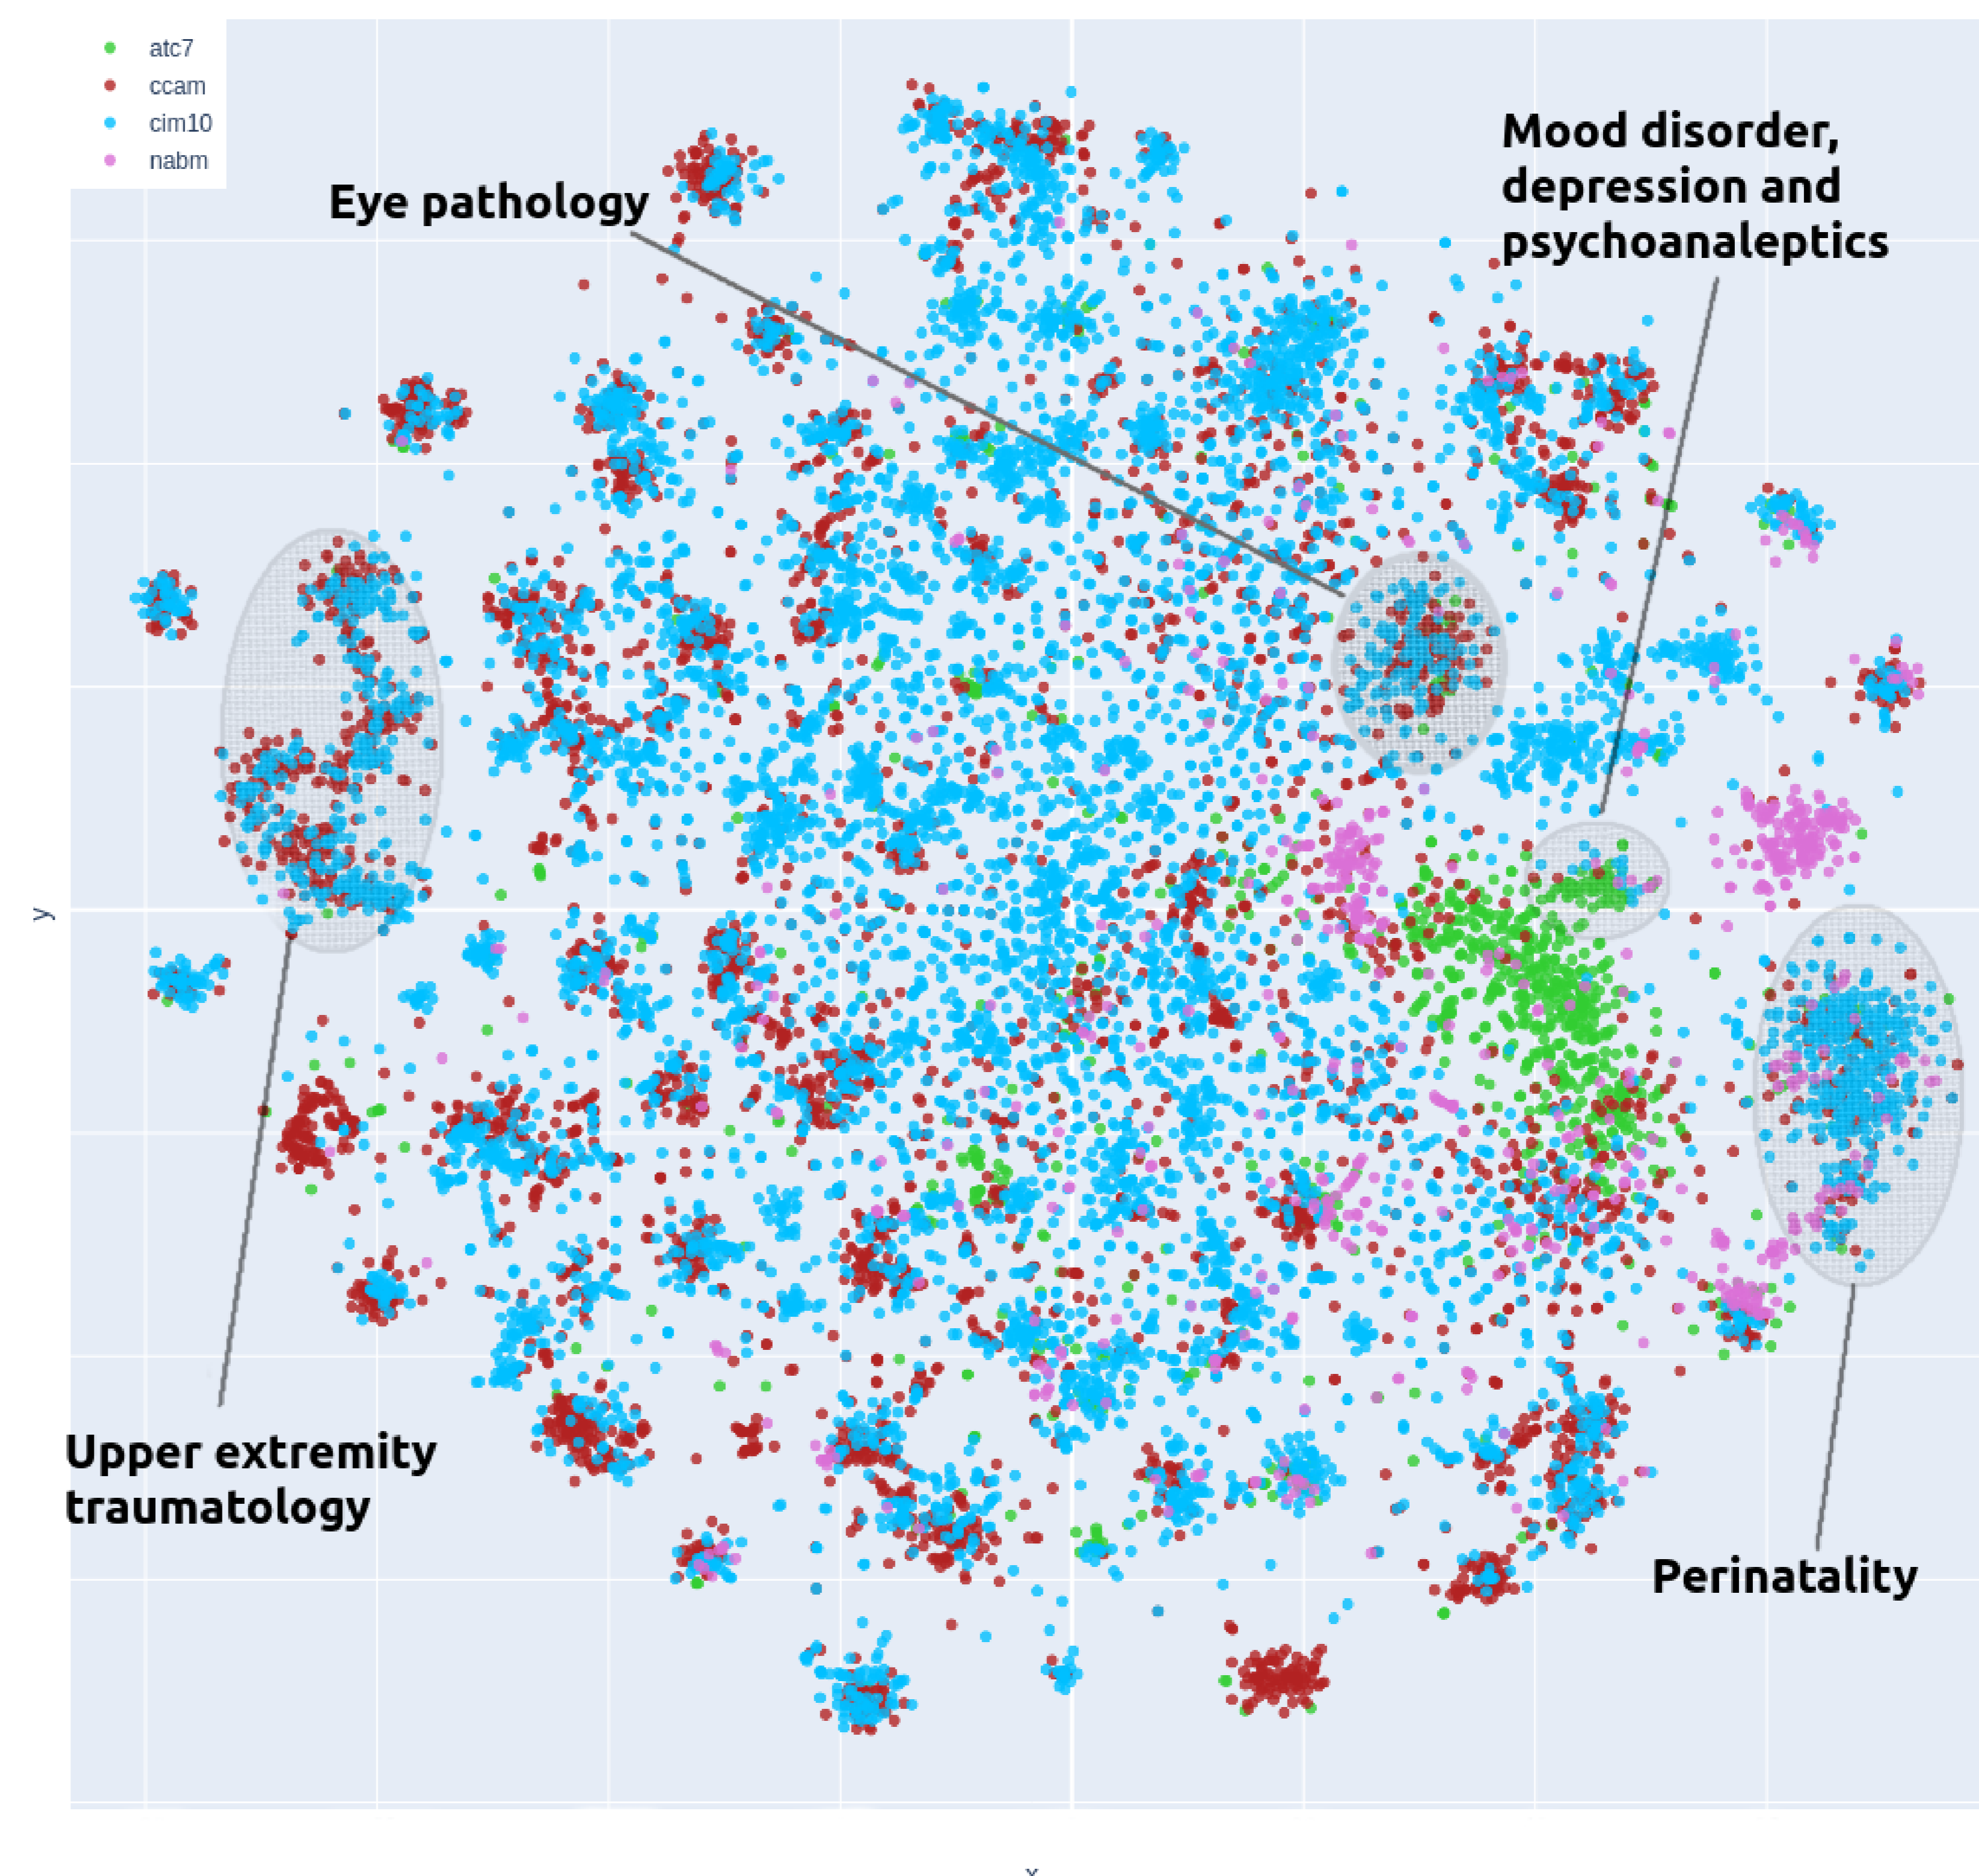 atc7
ccam
cim10
nabm
Eye pathology
Mood disorder,
depression and
psychoanaleptics
y
Upper extremity
traumatology
Perinatality
x